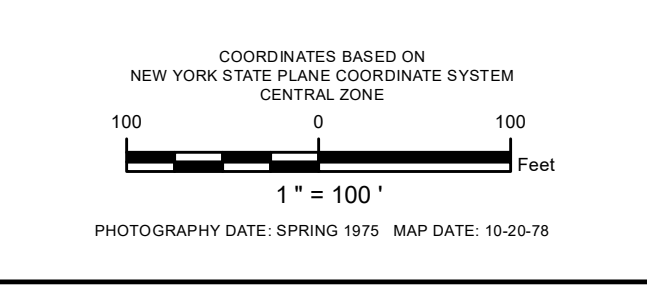 COORDINATES BASED ON
NEW YORK STATE PLANE COORDINATE SYSTEM
CENTRAL ZONE
100 0 100
Feet
1 " = 100 '
PHOTOGRAPHY DATE: SPRING 1975 MAP DATE: 10-20-78